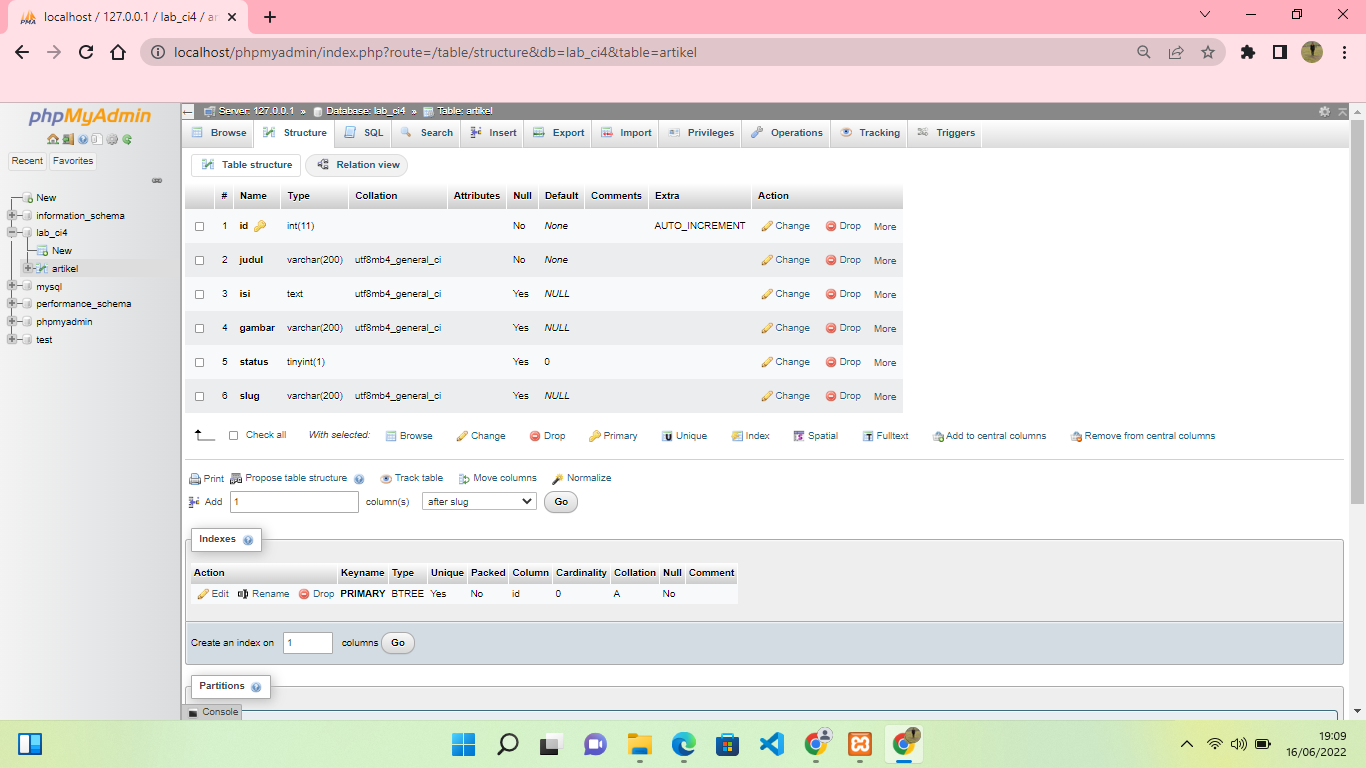 localhost / 127.0.0.1 / lab_ci4 / ar
localhost/phpmyadmin/index.php?route=/table/structure&db=lab_ci4&table=artikel
phpMyAdmin
Recent Favorites
New
information_schema
lab_ci4
New
artikel
mysql
performance_schema
phpmyadmin
test
Server: 127.0.0.1 » Database: lab_ci4 » Table: artikel
Browse Structure SQL Search Insert Export Import Privileges Operations Tracking Triggers
Table structure Relation view
# Name Type Collation Attributes Null Default Comments Extra Action
1 id int(11) No None AUTO_INCREMENT Change Drop More
2 judul varchar(200) utf8mb4_general_ci No None Change Drop More
3 isi text utf8mb4_general_ci Yes NULL Change Drop More
4 gambar varchar(200) utf8mb4_general_ci Yes NULL Change Drop More
5 status tinyint(1) Yes 0 Change Drop More
6 slug varchar(200) utf8mb4_general_ci Yes NULL Change Drop More
Check all With selected: Browse Change Drop Primary Unique Index Spatial Fulltext Add to central columns Remove from central columns
Print Propose table structure Track table Move columns Normalize
Add 1 column(s) after slug Go
Indexes
Action Keyname Type Unique Packed Column Cardinality Collation Null Comment
Edit Rename Drop PRIMARY BTREE Yes No id 0 A No
Create an index on 1 columns Go
Partitions
Console
19:09
16/06/2022